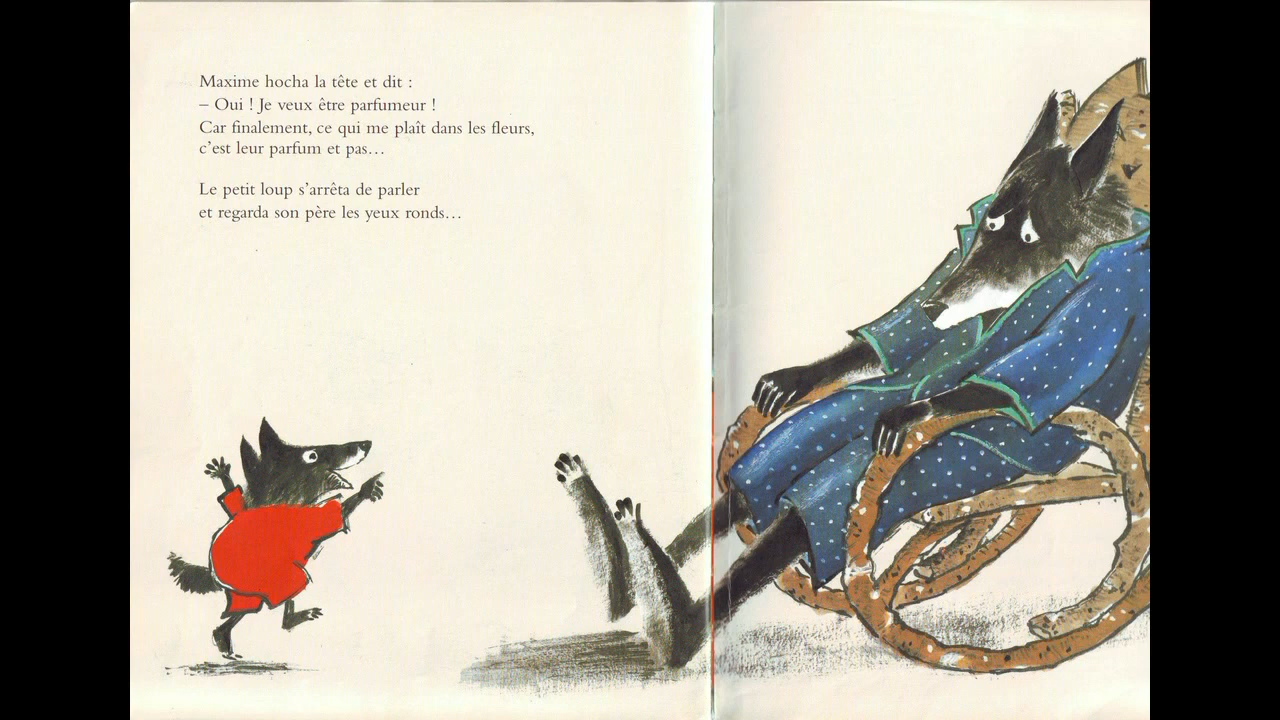 Maxime hocha la tête et dit :
– Oui ! Je veux être parfumeur !
Car finalement, ce qui me plaît dans les fleurs,
c’est leur parfum et pas…
Le petit loup s’arrêta de parler
et regarda son père les yeux ronds…